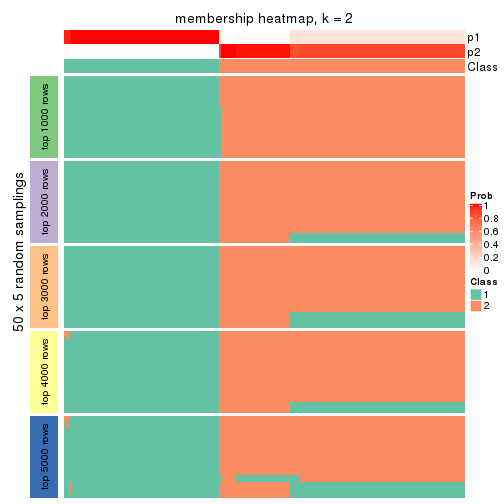 membership heatmap, k = 2
p1
p2
Class
50 x 5 random samplings
top 1000 rows
top 2000 rows
top 3000 rows
top 4000 rows
top 5000 rows
Prob
1
0.8
0.6
0.4
0.2
0
Class
1
2